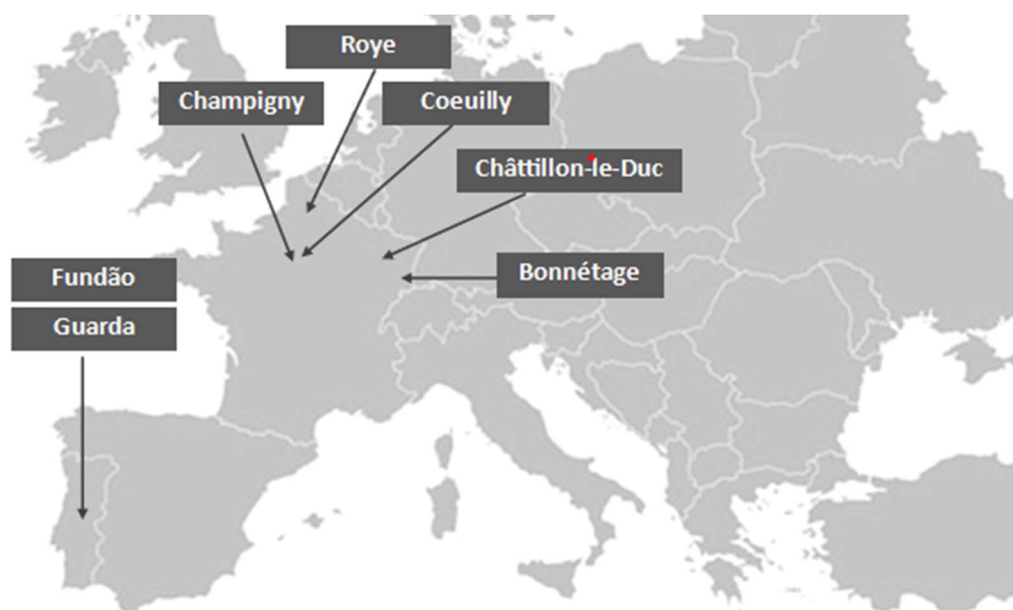 Roye
Champigny
Coeuilly
Châttillon-le-Duc
Fundão
Bonnétage
Guarda